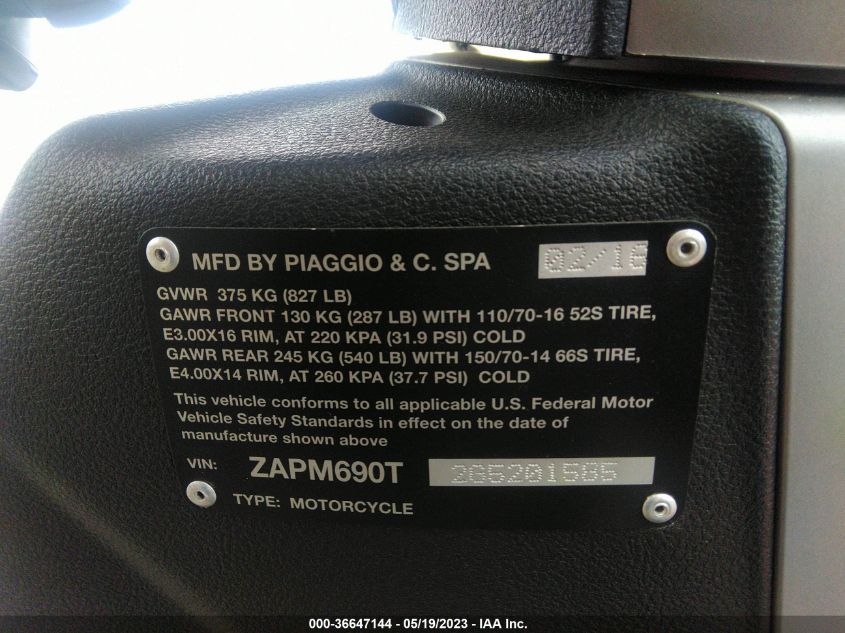 MFD BY PIAGGIO & C. SPA 02/16
GVWR 375 KG (827 LB)
GAWR FRONT 130 KG (287 LB) WITH 110/70-16 52S TIRE,
E3.00X16 RIM, AT 220 KPA (31.9 PSI) COLD
GAWR REAR 245 KG (540 LB) WITH 150/70-14 66S TIRE,
E4.00X14 RIM, AT 260 KPA (37.7 PSI) COLD
This vehicle conforms to all applicable U.S. Federal Motor
Vehicle Safety Standards in effect on the date of
manufacture shown above
VIN: ZAPM690T 2G5201585
TYPE: MOTORCYCLE
000-36647144 - 05/19/2023 - IAA Inc.